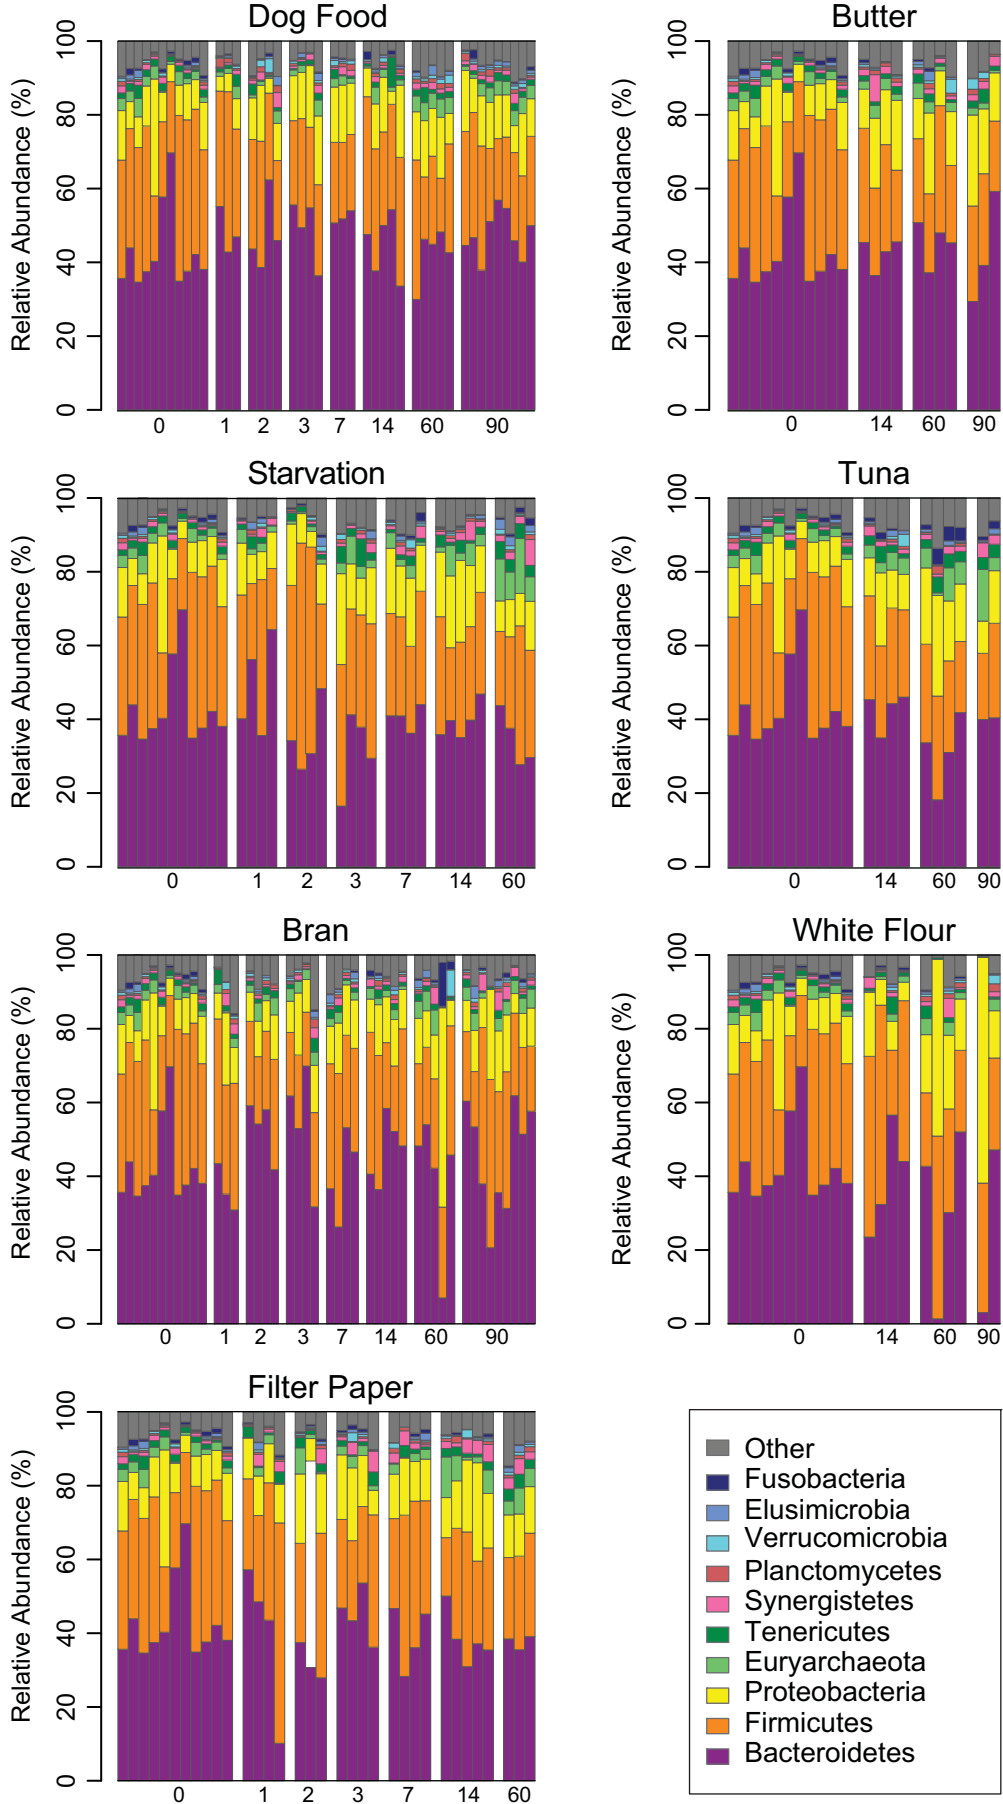 Dog Food
Relative Abundance (%)
0 20 40 60 80 100
0 1 2 3 7 14 60 90
Butter
Relative Abundance (%)
0 20 40 60 80 100
0 14 60 90
Starvation
Relative Abundance (%)
0 20 40 60 80 100
0 1 2 3 7 14 60
Tuna
Relative Abundance (%)
0 20 40 60 80 100
0 14 60 90
Bran
Relative Abundance (%)
0 20 40 60 80 100
0 1 2 3 7 14 60 90
White Flour
Relative Abundance (%)
0 20 40 60 80 100
0 14 60 90
Filter Paper
Relative Abundance (%)
0 20 40 60 80 100
0 1 2 3 7 14 60
Other
Fusobacteria
Elusimicrobia
Verrucomicrobia
Planctomycetes
Synergistetes
Tenericutes
Euryarchaeota
Proteobacteria
Firmicutes
Bacteroidetes